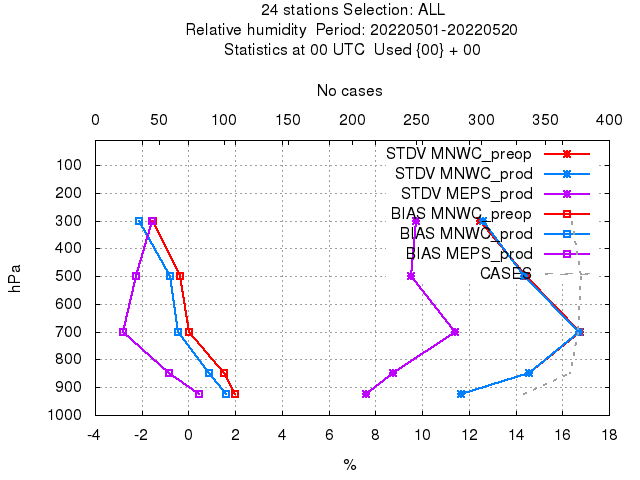 24 stations Selection: ALL
Relative humidity  Period: 20220501-20220520
Statistics at 00 UTC  Used {00} + 00
No cases
0 50 100 150 200 250 300 350 400
STDV MNWC_preop
STDV MNWC_prod
STDV MEPS_prod
BIAS MNWC_preop
BIAS MNWC_prod
BIAS MEPS_prod
CASES
hPa
100
200
300
400
500
600
700
800
900
1000
-4 -2 0 2 4 6 8 10 12 14 16 18
%